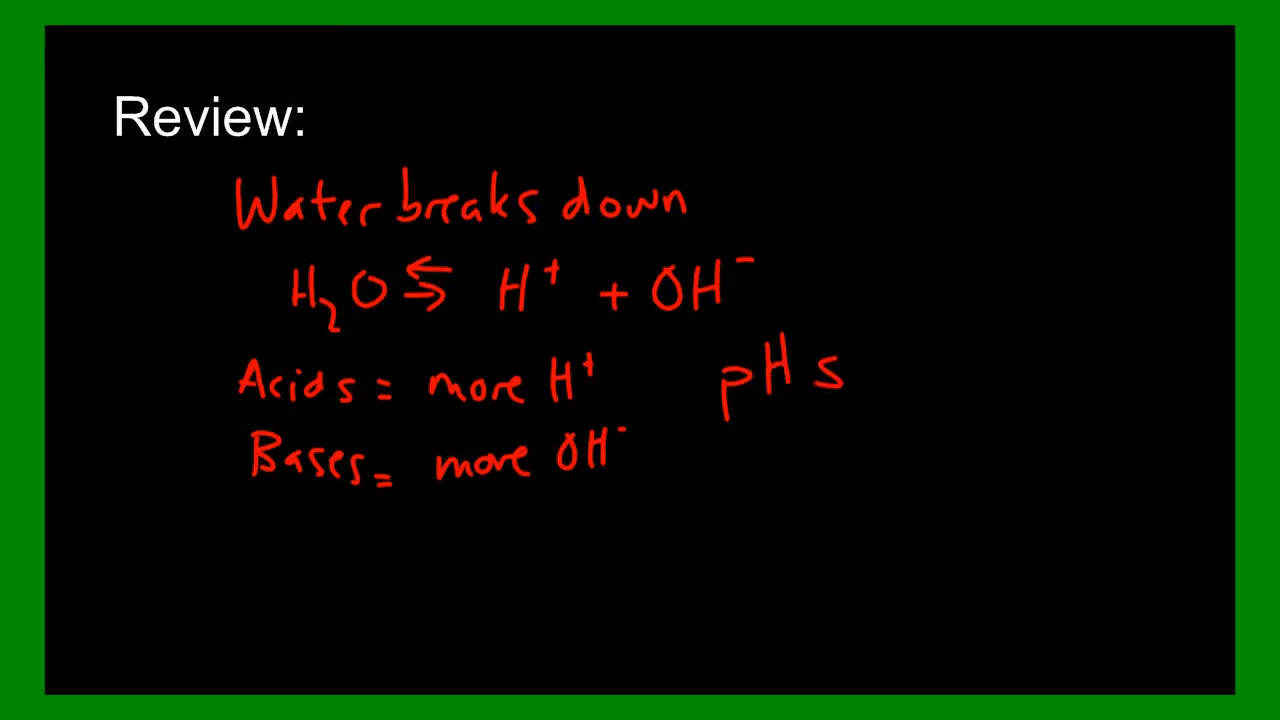 Review:
Water breaks down
H₂O ⇆ H⁺ + OH⁻
Acids = more H⁺
pHs
Bases = more OH⁻